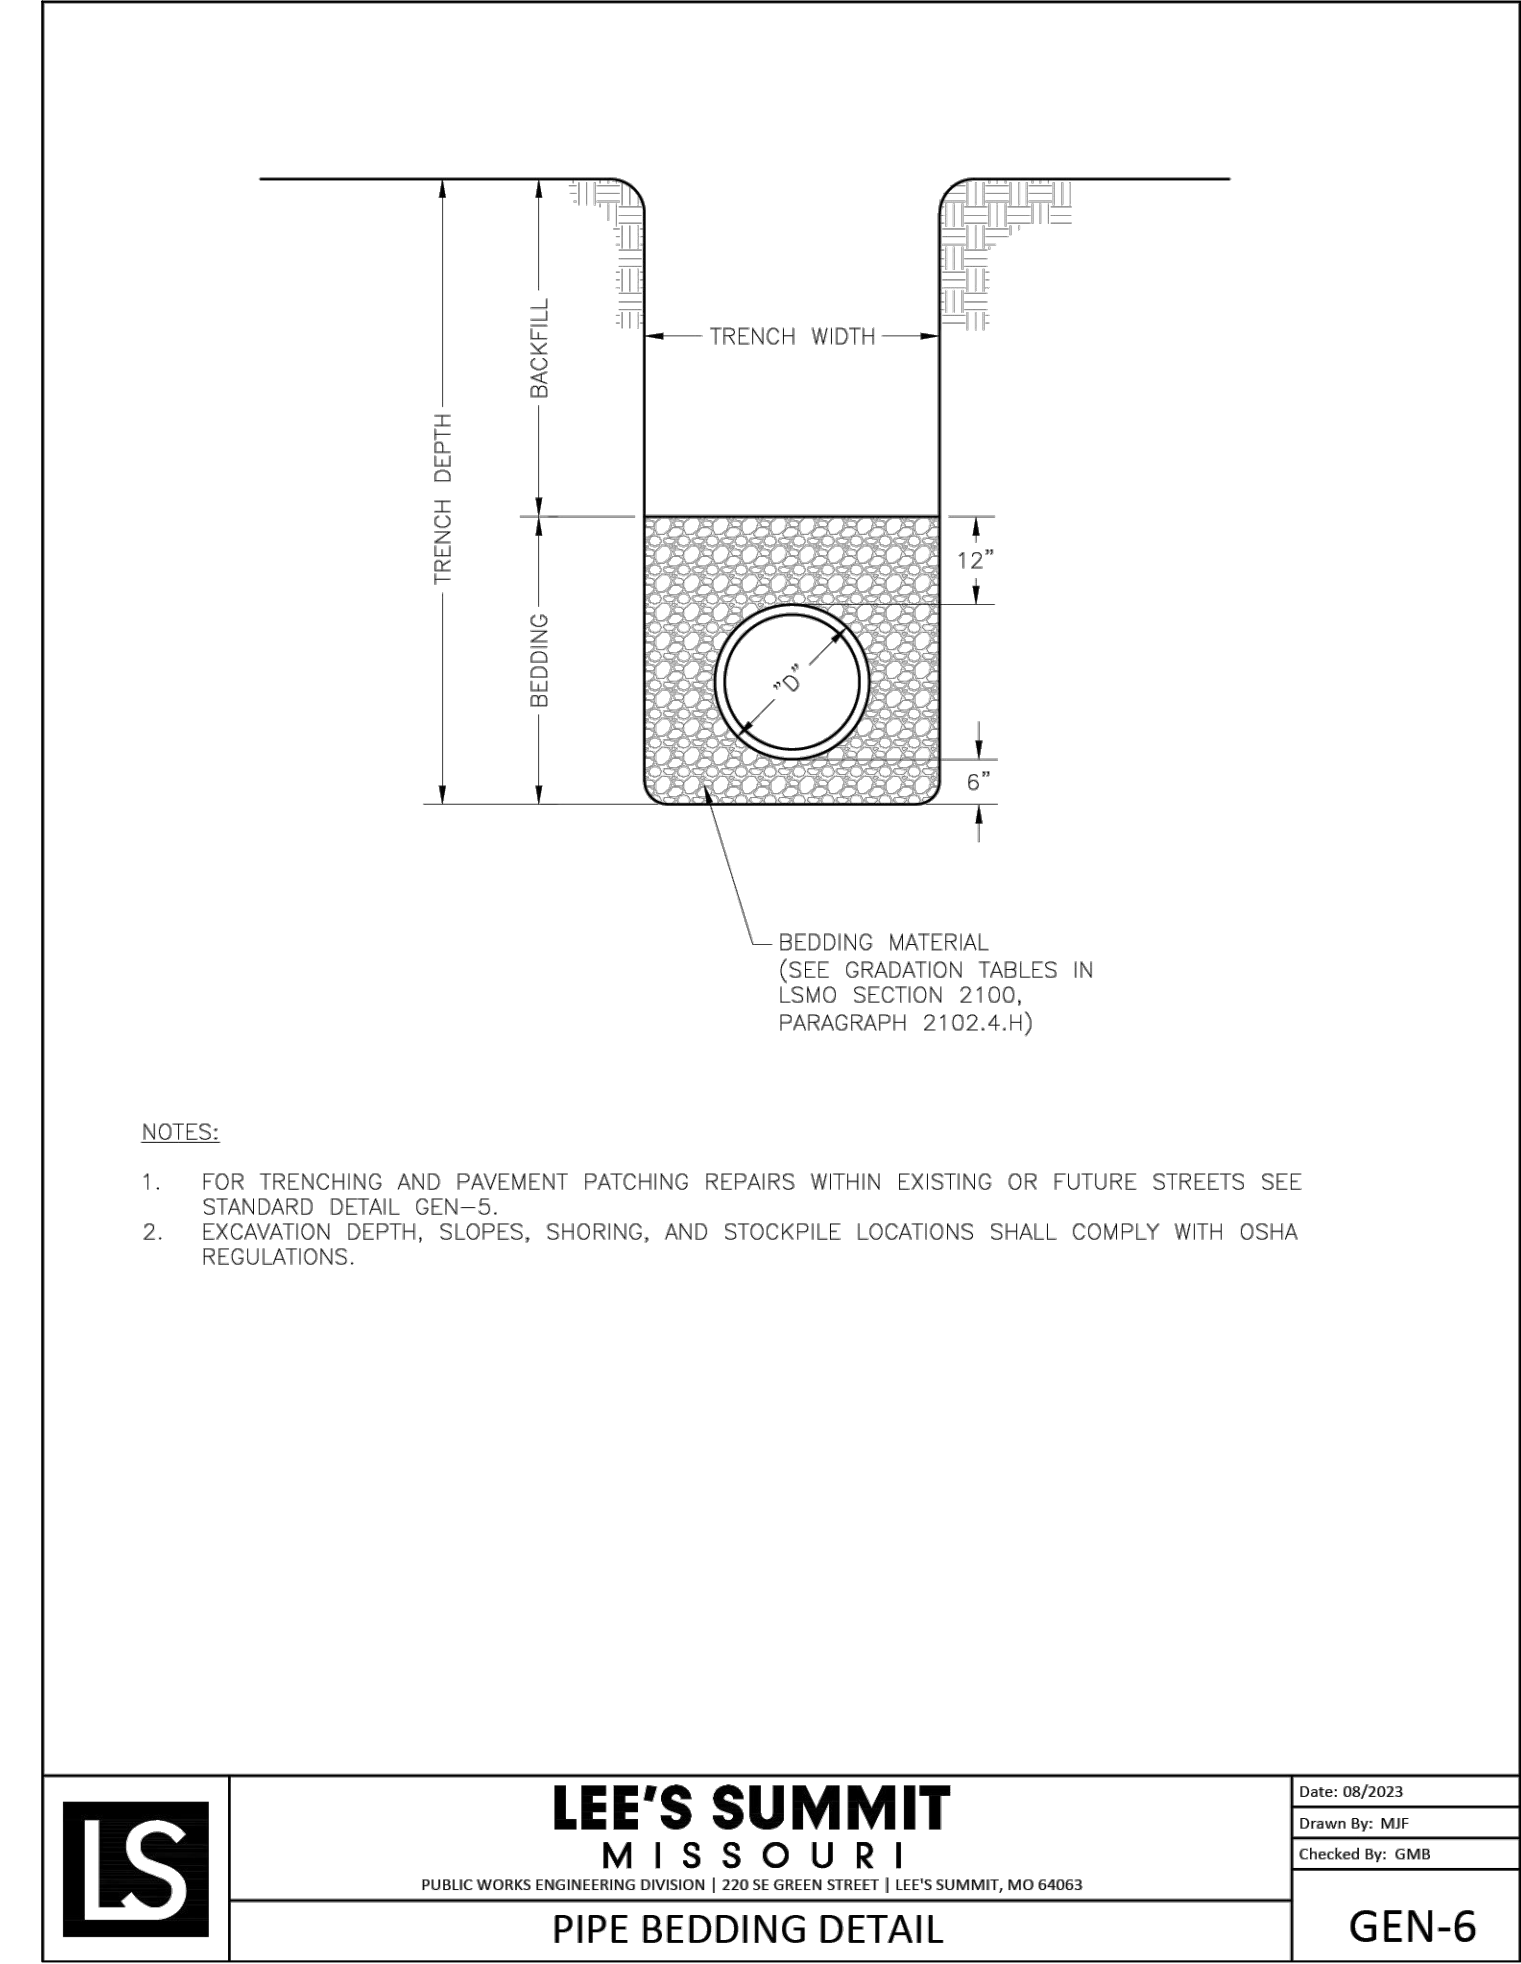 BACKFILL
TRENCH WIDTH
TRENCH DEPTH
12"
BEDDING
"D"
6"
BEDDING MATERIAL
(SEE GRADATION TABLES IN
LSMO SECTION 2100,
PARAGRAPH 2102.4.H)
NOTES:
1. FOR TRENCHING AND PAVEMENT PATCHING REPAIRS WITHIN EXISTING OR FUTURE STREETS SEE
STANDARD DETAIL GEN-5.
2. EXCAVATION DEPTH, SLOPES, SHORING, AND STOCKPILE LOCATIONS SHALL COMPLY WITH OSHA
REGULATIONS.
LS
LEE'S SUMMIT
MISSOURI
PUBLIC WORKS ENGINEERING DIVISION | 220 SE GREEN STREET | LEE'S SUMMIT, MO 64063
PIPE BEDDING DETAIL
Date: 08/2023
Drawn By: MJF
Checked By: GMB
GEN-6